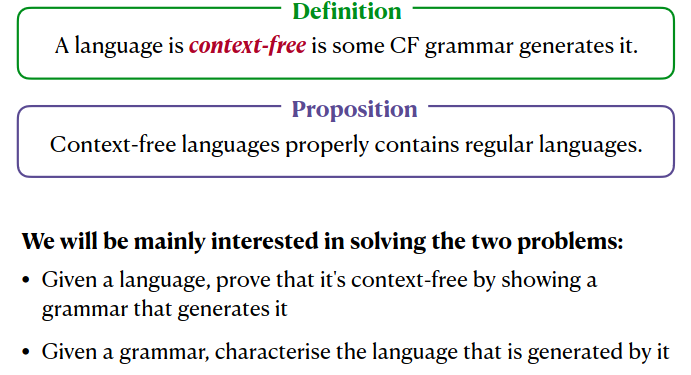 Definition
A language is context-free is some CF grammar generates it.
Proposition
Context-free languages properly contains regular languages.
We will be mainly interested in solving the two problems:
• Given a language, prove that it's context-free by showing a
grammar that generates it
• Given a grammar, characterise the language that is generated by it